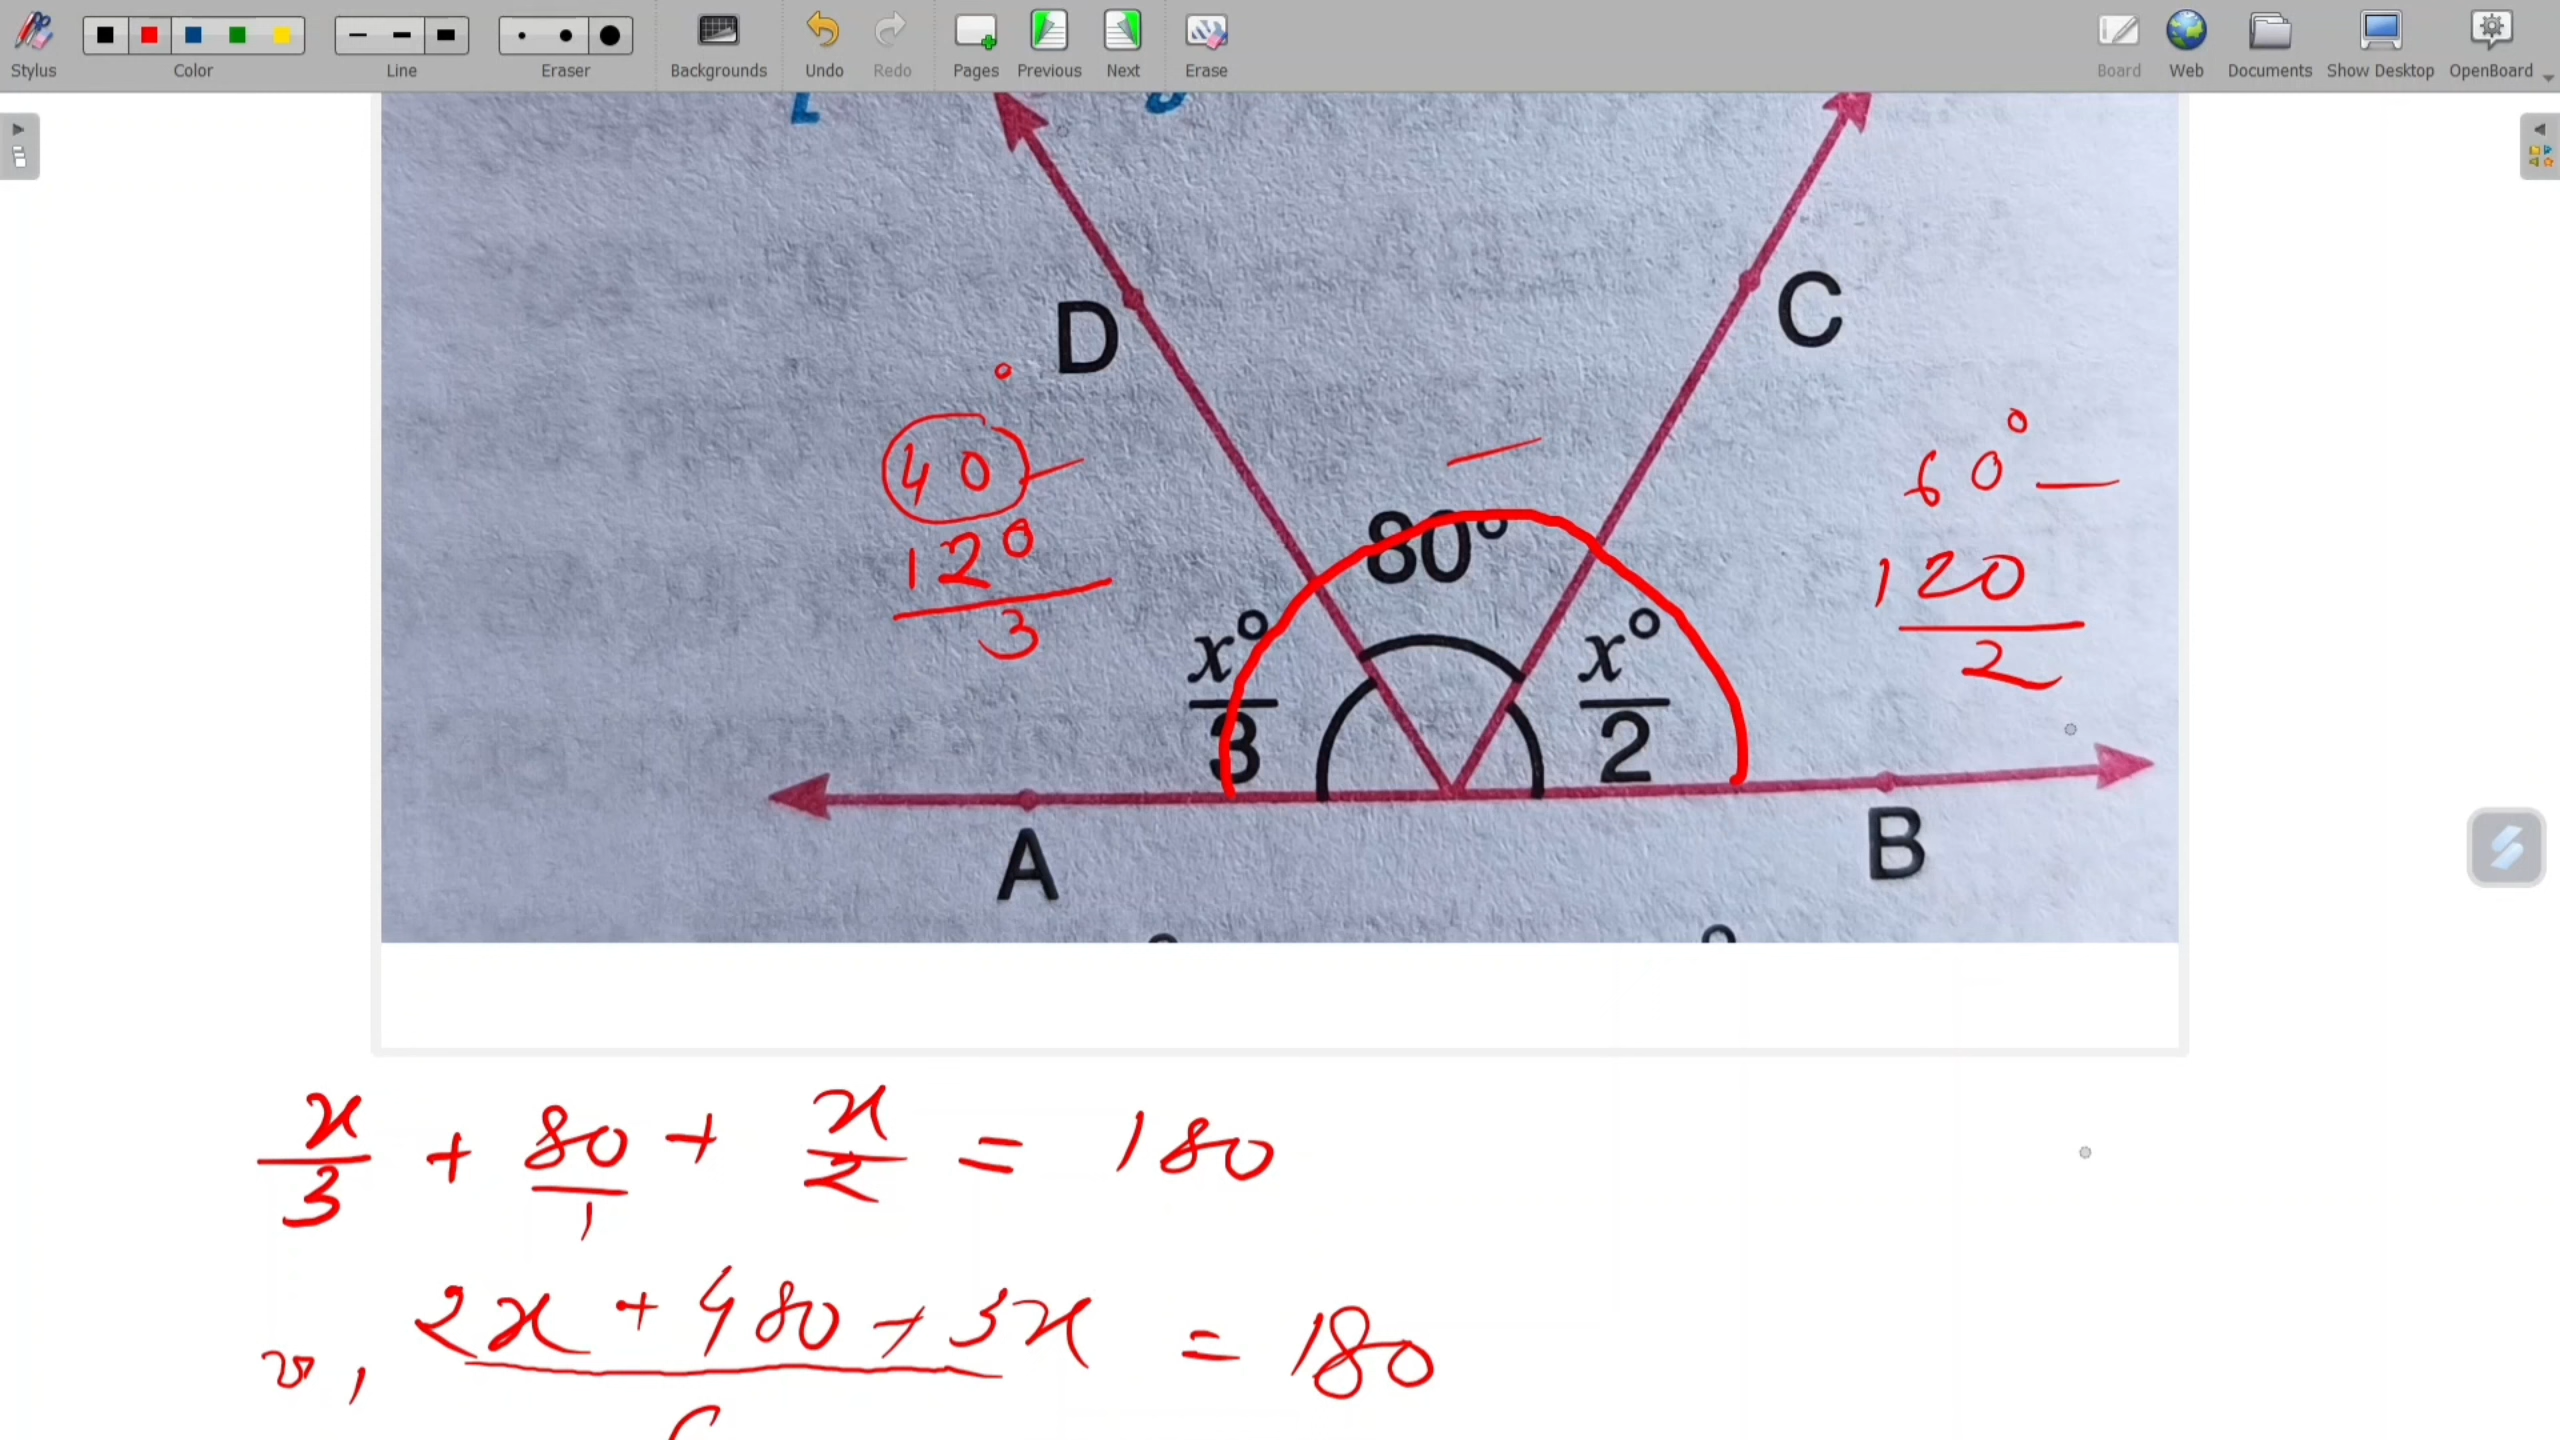 Stylus Color Line Eraser Backgrounds Undo Redo Pages Previous Next Erase Board Web Documents Show Desktop OpenBoard
D C
40°
120
3
80°
60°
120
2
x°
3
x°
2
A B
x/3 + 80/1 + x/2 = 180
2x + 480 + 3x = 180